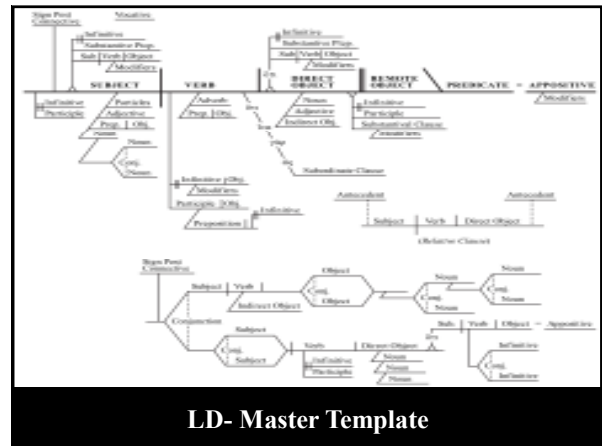 Sign Post
Connective
Vocative
Infinitive
Substantive Prep.
Sub Verb Object
Modifiers
Infinitive
Substantive Prep.
Sub Verb Object
Modifiers
SUBJECT VERB DIRECT OBJECT REMOTE OBJECT PREDICATE - APPOSITIVE
Infinitive
Participle
Particles
Adjective
Prep. Obj.
Noun
Noun
Conj.
Noun
Adverb
Prep. Obj.
Noun
Adjective
Indirect Obj.
Infinitive
Participle
Substantival Clause
Modifiers
Modifiers
Subordinate Clause
Infinitive Obj.
Modifiers
Participle Obj.
Preposition
Infinitive
Antecedent
Antecedent
Subject Verb Direct Object
(Relative Clause)
Sign Post
Connective
Conjunction
Subject Verb
Indirect Object
Object
Conj.
Object
Noun
Conj.
Noun
Noun
Conj.
Noun
Subject
Conj.
Subject
Verb
Infinitive
Participle
Direct Object
Noun
Noun
Noun
Sub. Verb Object - Appositive
Infinitive
Conj.
Infinitive
LD- Master Template